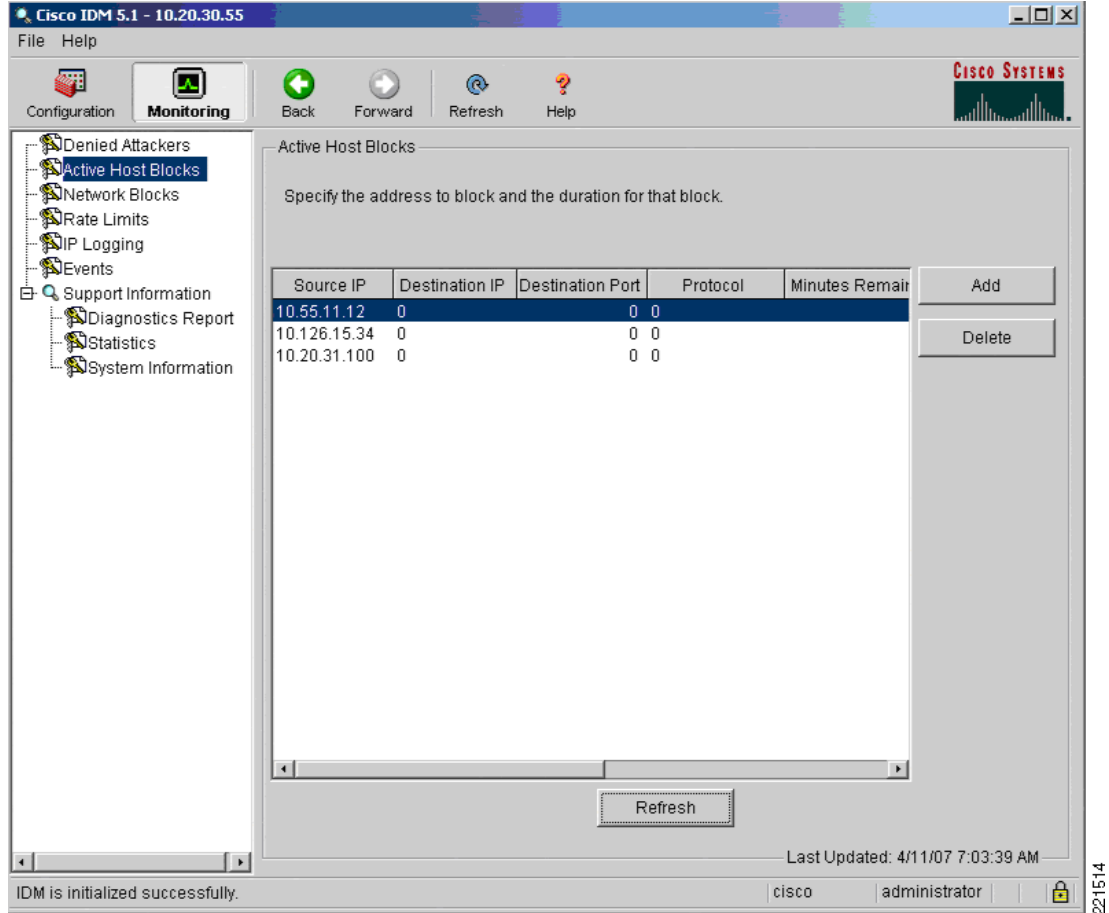 Cisco IDM 5.1 - 10.20.30.55
File Help
Configuration Monitoring Back Forward Refresh Help
CISCO SYSTEMS
Denied Attackers
Active Host Blocks
Network Blocks
Rate Limits
IP Logging
Events
Support Information
Diagnostics Report
Statistics
System Information
Active Host Blocks
Specify the address to block and the duration for that block.
Source IP Destination IP Destination Port Protocol Minutes Remair
10.55.11.12 0 0 0
10.126.15.34 0 0 0
10.20.31.100 0 0 0
Add
Delete
Refresh
Last Updated: 4/11/07 7:03:39 AM
IDM is initialized successfully. cisco administrator
221514